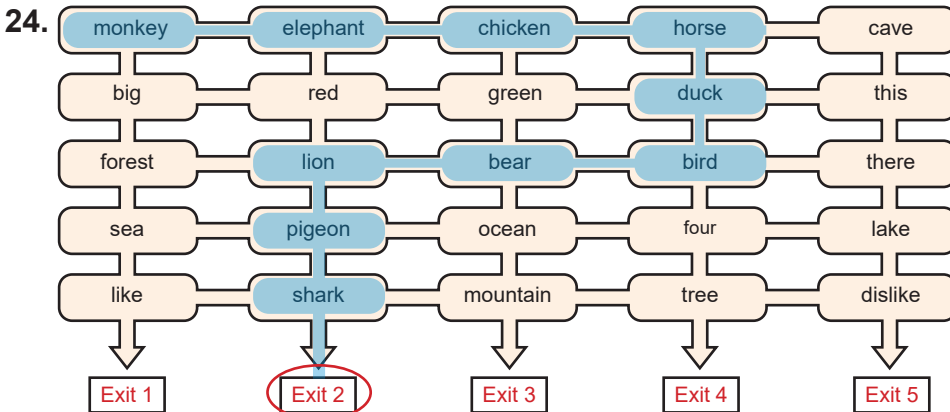 24.
monkey elephant chicken horse cave
big red green duck this
forest lion bear bird there
sea pigeon ocean four lake
like shark mountain tree dislike
Exit 1 Exit 2 Exit 3 Exit 4 Exit 5